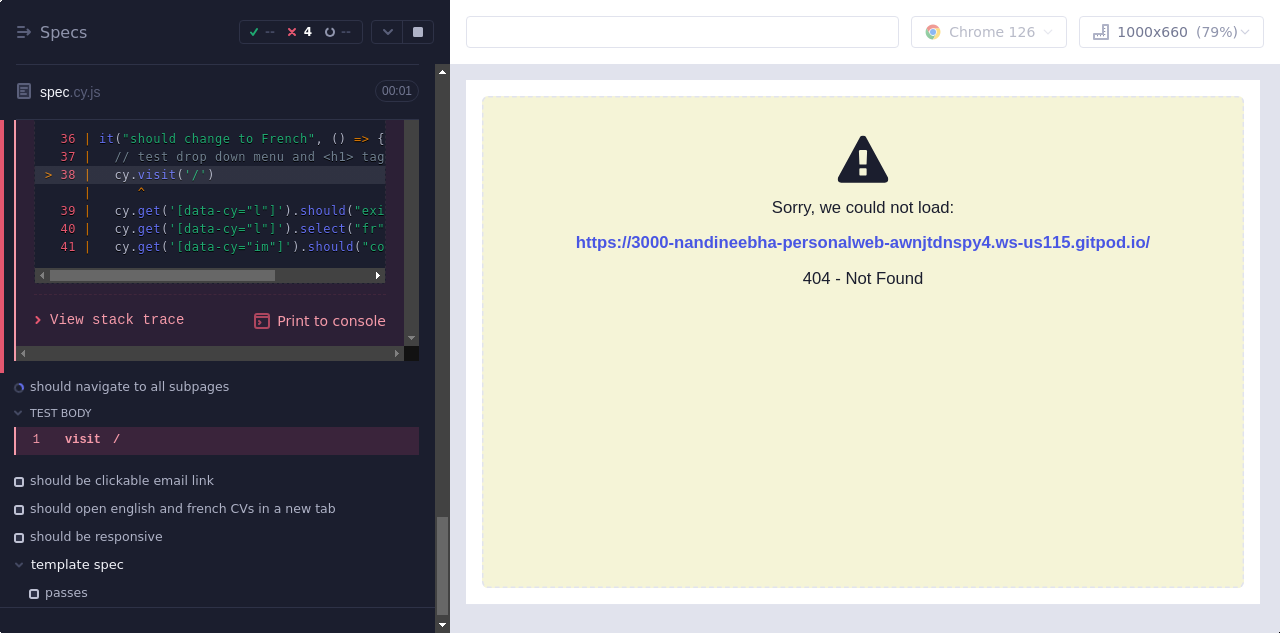 Specs
-- 4 --
spec.cy.js
00:01
36 | it("should change to French", () => {
37 | // test drop down menu and <h1> tag
> 38 | cy.visit('/')
| ^
39 | cy.get('[data-cy="l"]').should("exi
40 | cy.get('[data-cy="l"]').select("fr"
41 | cy.get('[data-cy="im"]').should("co
View stack trace
Print to console
should navigate to all subpages
TEST BODY
1 visit /
should be clickable email link
should open english and french CVs in a new tab
should be responsive
template spec
passes
Chrome 126
1000x660 (79%)
Sorry, we could not load:
https://3000-nandineebha-personalweb-awnjtdnspy4.ws-us115.gitpod.io/
404 - Not Found